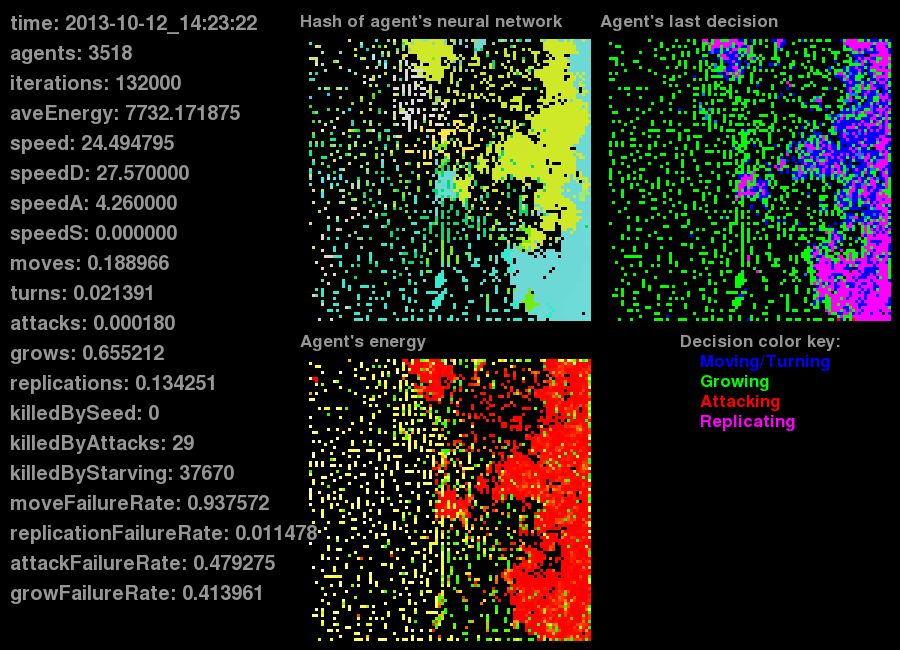 time: 2013-10-12_14:23:22
agents: 3518
iterations: 132000
aveEnergy: 7732.171875
speed: 24.494795
speedD: 27.570000
speedA: 4.260000
speedS: 0.000000
moves: 0.188966
turns: 0.021391
attacks: 0.000180
grows: 0.655212
replications: 0.134251
killedBySeed: 0
killedByAttacks: 29
killedByStarving: 37670
moveFailureRate: 0.937572
replicationFailureRate: 0.011478
attackFailureRate: 0.479275
growFailureRate: 0.413961
Hash of agent's neural network
Agent's last decision
Agent's energy
Decision color key:
Moving/Turning
Growing
Attacking
Replicating